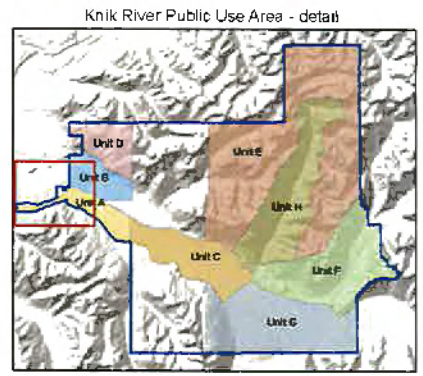 Knik River Public Use Area - detail
Unit D
Unit E
Unit B
Unit A
Unit H
Unit C
Unit F
Unit G